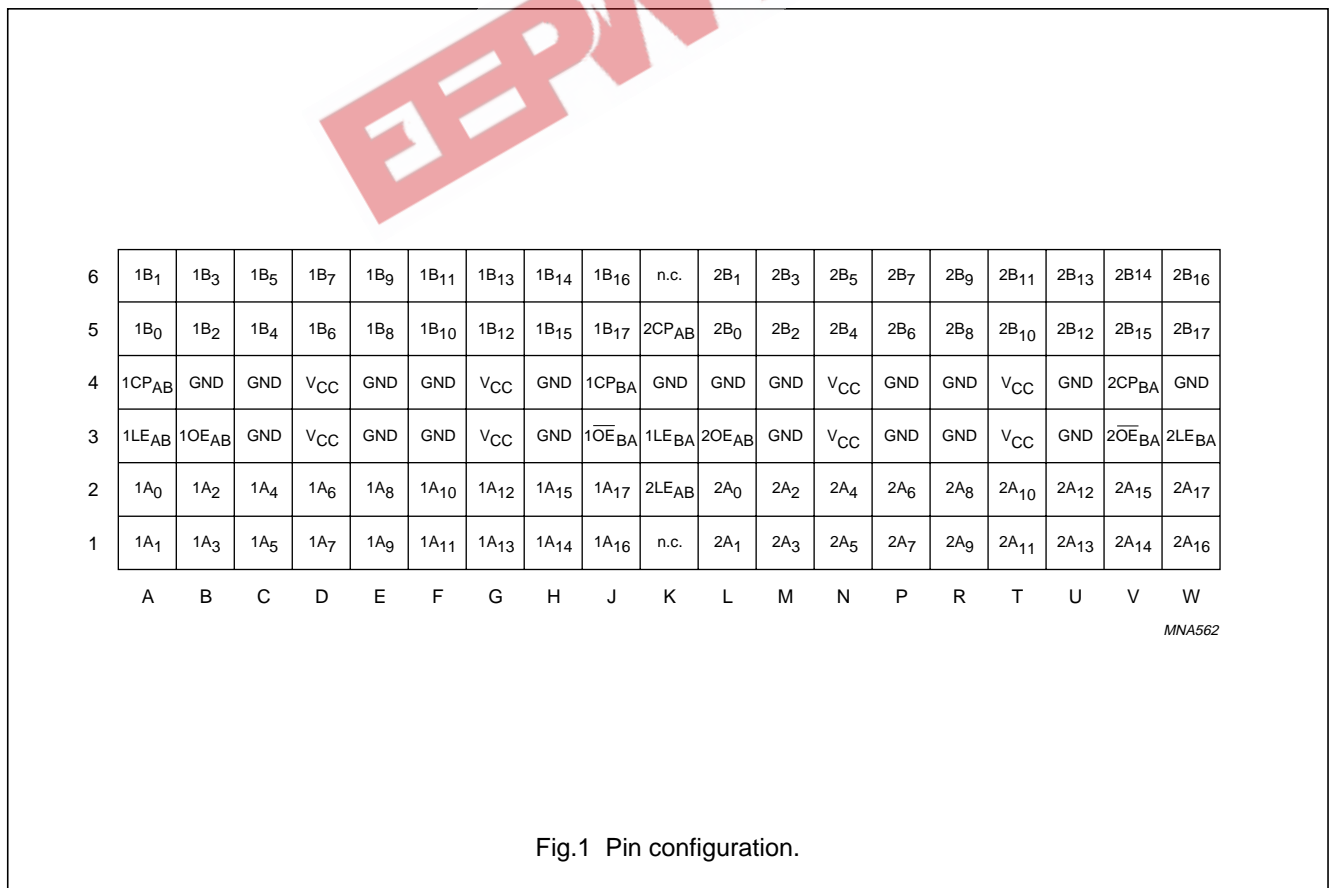 EEPW
6 1B1 1B3 1B5 1B7 1B9 1B11 1B13 1B14 1B16 n.c. 2B1 2B3 2B5 2B7 2B9 2B11 2B13 2B14 2B16
5 1B0 1B2 1B4 1B6 1B8 1B10 1B12 1B15 1B17 2CPAB 2B0 2B2 2B4 2B6 2B8 2B10 2B12 2B15 2B17
4 1CPAB GND GND VCC GND GND VCC GND 1CPBA GND GND GND VCC GND GND VCC GND 2CPBA GND
3 1LEAB 1OEAB GND VCC GND GND VCC GND 1O̅E̅BA 1LEBA 2OEAB GND VCC GND GND VCC GND 2O̅E̅BA 2LEBA
2 1A0 1A2 1A4 1A6 1A8 1A10 1A12 1A15 1A17 2LEAB 2A0 2A2 2A4 2A6 2A8 2A10 2A12 2A15 2A17
1 1A1 1A3 1A5 1A7 1A9 1A11 1A13 1A14 1A16 n.c. 2A1 2A3 2A5 2A7 2A9 2A11 2A13 2A14 2A16
A B C D E F G H J K L M N P R T U V W
MNA562
Fig.1 Pin configuration.